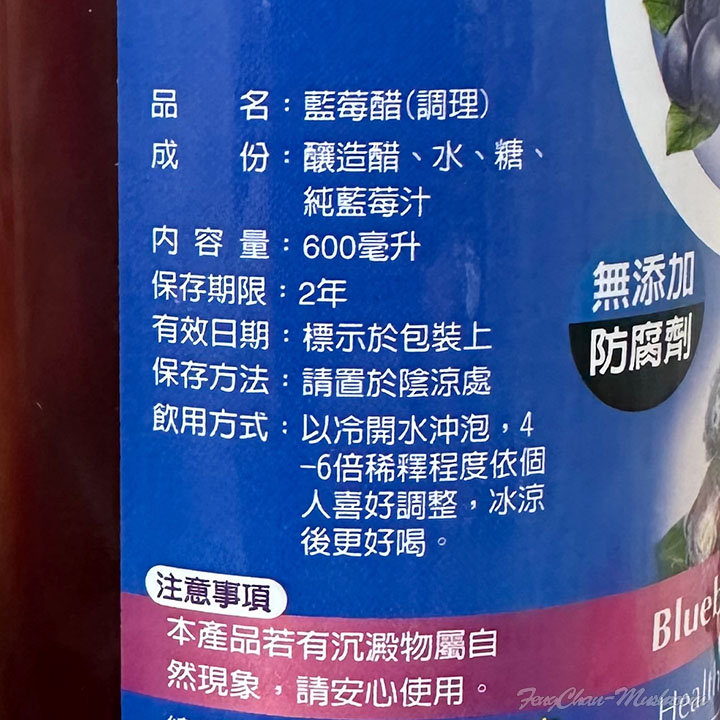 品名：藍莓醋(調理)
成份：釀造醋、水、糖、
純藍莓汁
內容量：600毫升
保存期限：2年
有效日期：標示於包裝上
保存方法：請置於陰涼處
飲用方式：以冷開水沖泡，4
-6倍稀釋程度依個
人喜好調整，冰涼
後更好喝。
無添加
防腐劑
注意事項
本產品若有沉澱物屬自
然現象，請安心使用。